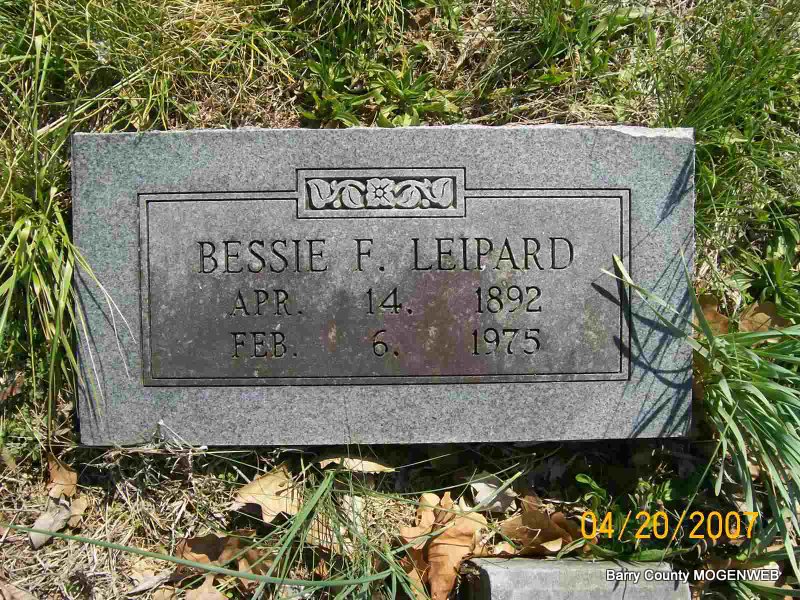 BESSIE F. LEIPARD
APR. 14. 1892
FEB. 6. 1975
04/20/2007
Barry County MOGENWEB